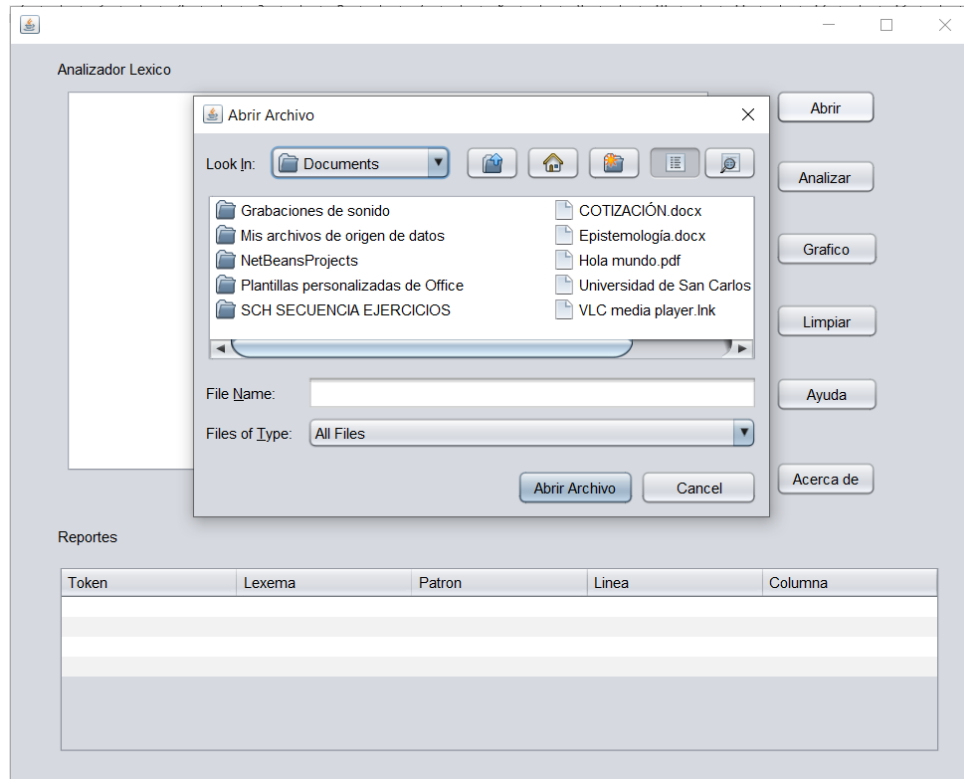 Analizador Lexico
Abrir Archivo
Look In: Documents
Grabaciones de sonido
Mis archivos de origen de datos
NetBeansProjects
Plantillas personalizadas de Office
SCH SECUENCIA EJERCICIOS
COTIZACIÓN.docx
Epistemología.docx
Hola mundo.pdf
Universidad de San Carlos
VLC media player.lnk
File Name:
Files of Type: All Files
Abrir Archivo Cancel
Abrir
Analizar
Grafico
Limpiar
Ayuda
Acerca de
Reportes
Token Lexema Patron Linea Columna